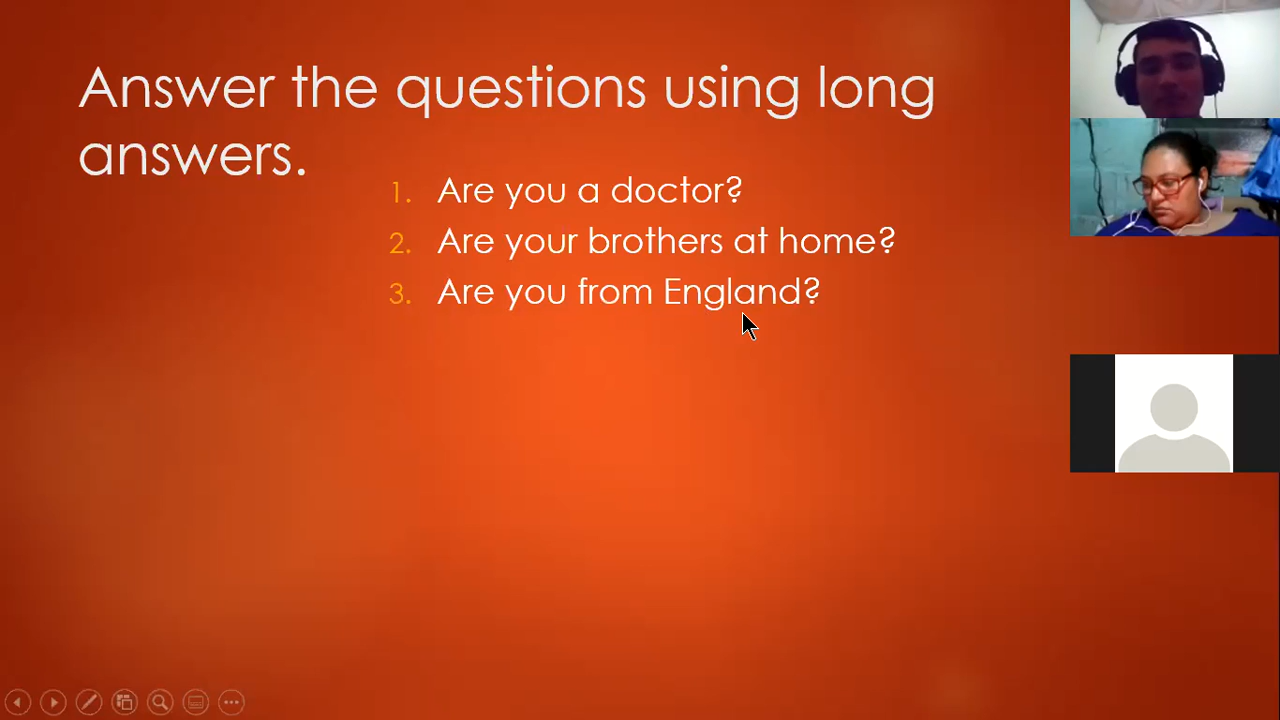 Answer the questions using long
answers.
1. Are you a doctor?
2. Are your brothers at home?
3. Are you from England?